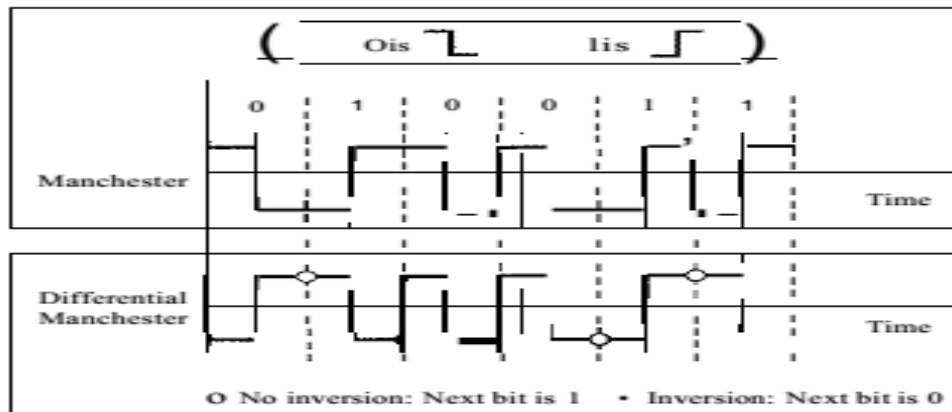 ( Ois lis )
0 1 0 0 1 1
Manchester
Time
Differential
Manchester
Time
O No inversion: Next bit is 1 • Inversion: Next bit is 0